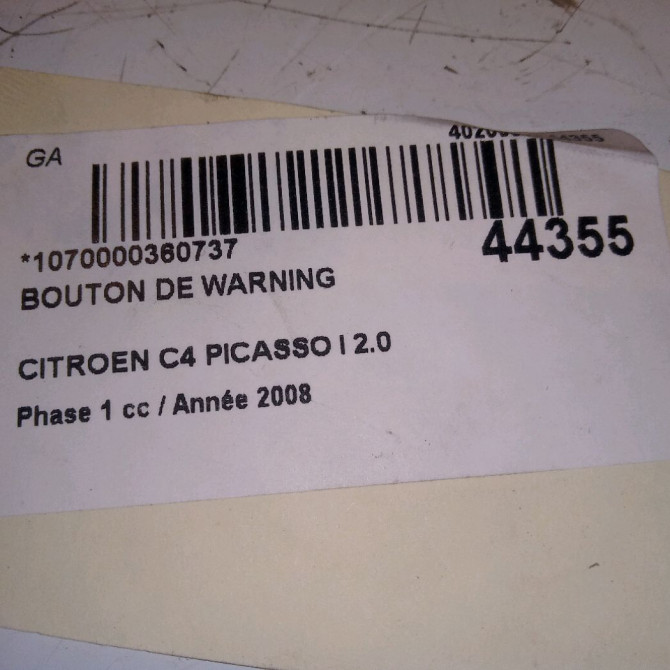 GA
*1070000360737
44355
BOUTON DE WARNING
CITROEN C4 PICASSO I 2.0
Phase 1 cc / Année 2008